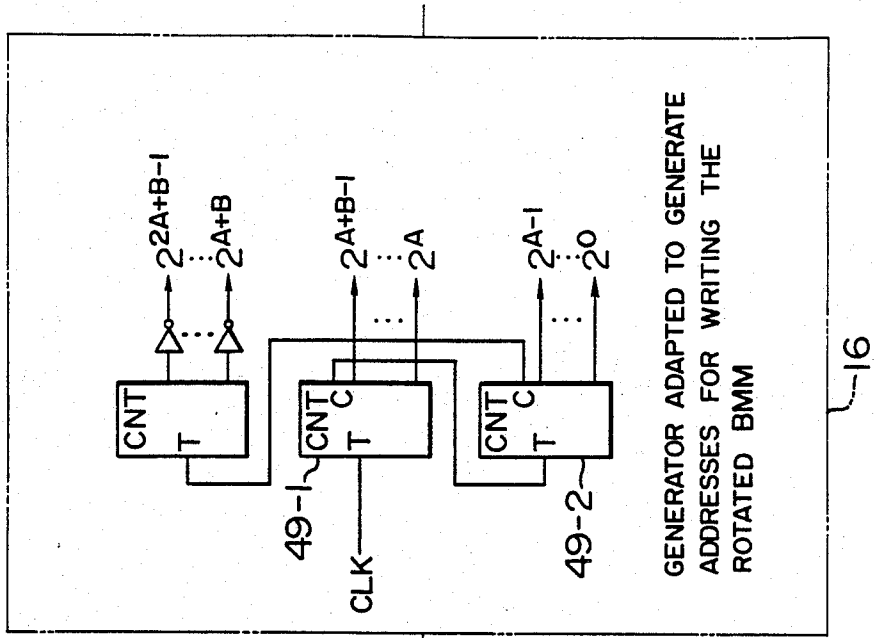 CNT
T
2^2A+B-1
2^A+B
49-1
CNT
T
C
CLK
2^A+B-1
2^A
49-2
CNT
T
C
2^A-1
2^0
GENERATOR ADAPTED TO GENERATE
ADDRESSES FOR WRITING THE
ROTATED BMM
16